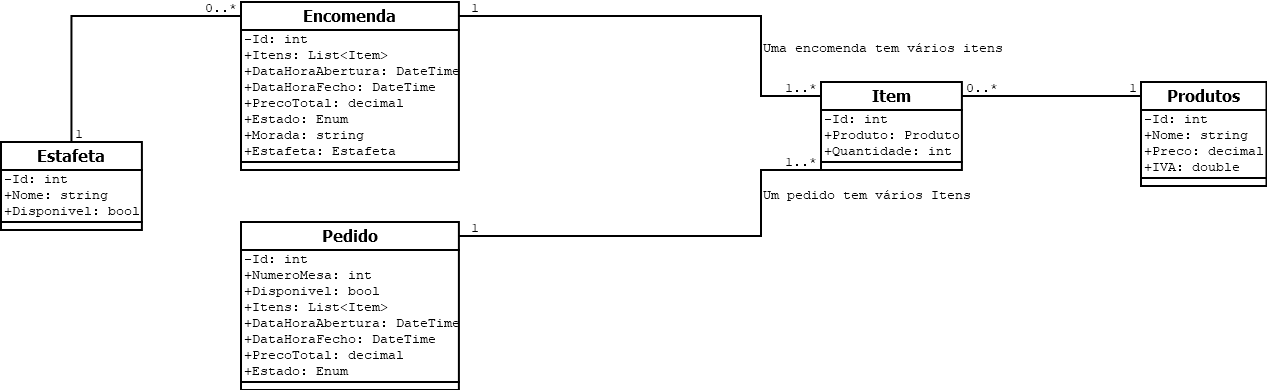 0..*
Encomenda
-Id: int
+Itens: List<Item>
+DataHoraAbertura: DateTime
+DataHoraFecho: DateTime
+PrecoTotal: decimal
+Estado: Enum
+Morada: string
+Estafeta: Estafeta
1
Uma encomenda tem vários itens
1..*
Item
-Id: int
+Produto: Produto
+Quantidade: int
1..*
0..*
1
Produtos
-Id: int
+Nome: string
+Preco: decimal
+IVA: double
1
Estafeta
-Id: int
+Nome: string
+Disponivel: bool
Um pedido tem vários Itens
1
Pedido
-Id: int
+NumeroMesa: int
+Disponivel: bool
+Itens: List<Item>
+DataHoraAbertura: DateTime
+DataHoraFecho: DateTime
+PrecoTotal: decimal
+Estado: Enum